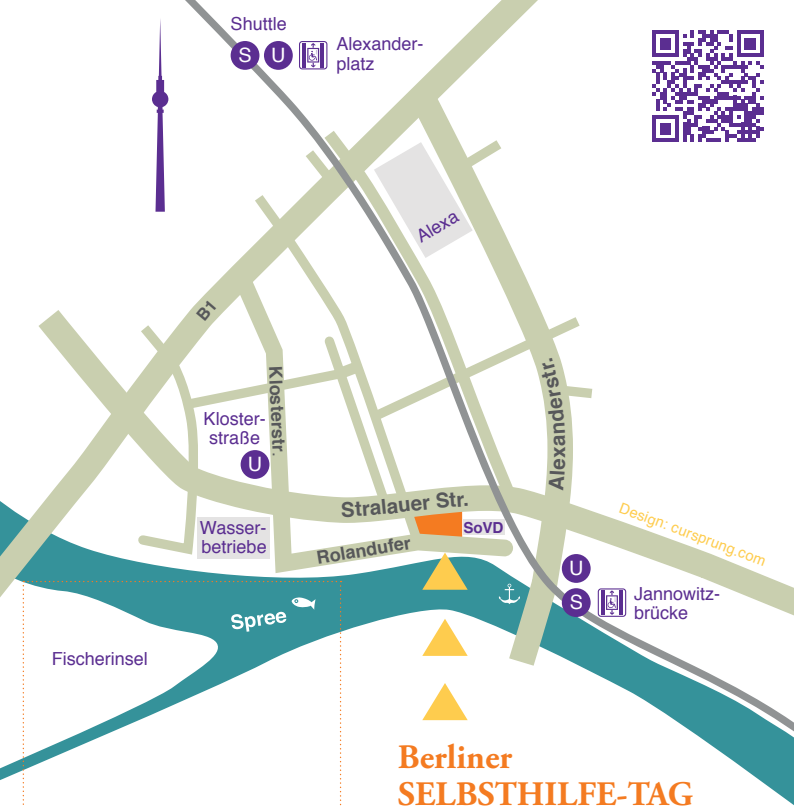 Shuttle
S U Alexander-
platz
Alexa
B1
Klosterstr.
Alexanderstr.
Kloster-
straße
U
Stralauer Str.
SoVD
Design: cursprung.com
Wasser-
betriebe
Rolandufer
U
S Jannowitz-
brücke
Spree
Fischerinsel
Berliner
SELBSTHILFE-TAG